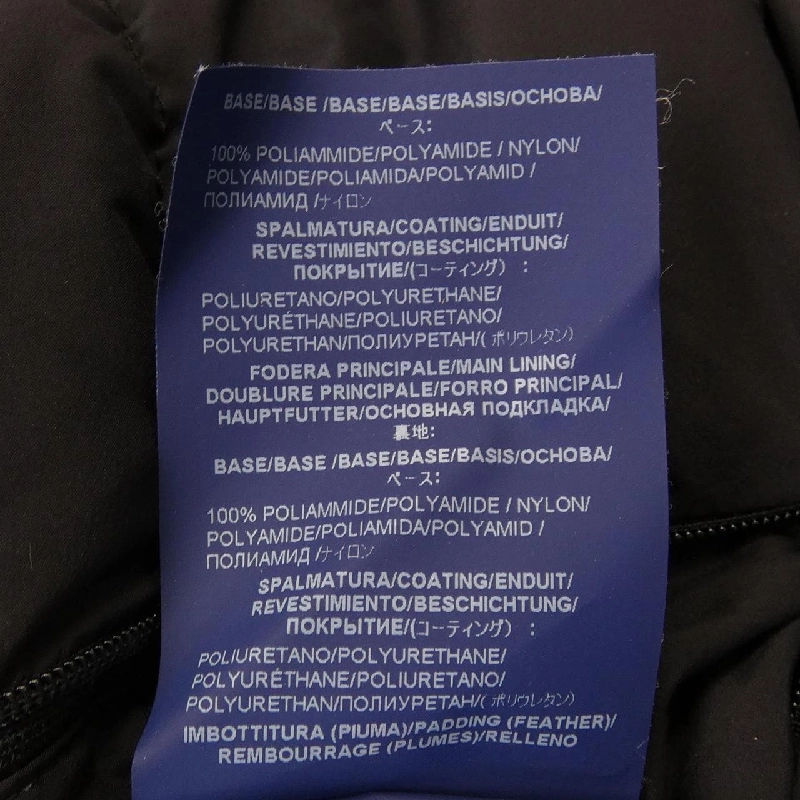 BASE/BASE /BASE/BASE/BASIS/ОСНОВА/
ベース:
100% POLIAMMIDE/POLYAMIDE / NYLON/
POLYAMIDE/POLIAMIDA/POLYAMID /
ПОЛИАМИД /ナイロン
SPALMATURA/COATING/ENDUIT/
REVESTIMIENTO/BESCHICHTUNG/
ПОКРЫТИЕ/(コーティング) :
POLIURETANO/POLYURETHANE/
POLYURÉTHANE/POLIURETANO/
POLYURETHAN/ПОЛИУРЕТАН/( ポリウレタン)
FODERA PRINCIPALE/MAIN LINING/
DOUBLURE PRINCIPALE/FORRO PRINCIPAL/
HAUPTFUTTER/ОСНОВНАЯ ПОДКЛАДКА/
裏地:
BASE/BASE /BASE/BASE/BASIS/ОСНОВА/
ベース:
100% POLIAMMIDE/POLYAMIDE / NYLON/
POLYAMIDE/POLIAMIDA/POLYAMID /
ПОЛИАМИД /ナイロン
SPALMATURA/COATING/ENDUIT/
REVESTIMIENTO/BESCHICHTUNG/
ПОКРЫТИЕ/(コーティング) :
POLIURETANO/POLYURETHANE/
POLYURÉTHANE/POLIURETANO/
POLYURETHAN/ПОЛИУРЕТАН/( ポリウレタン)
IMBOTTITURA (PIUMA)/PADDING (FEATHER)/
REMBOURRAGE (PLUMES)/RELLENO